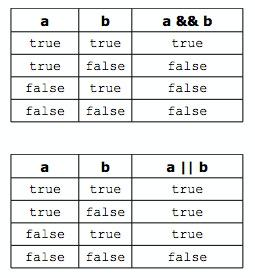 a b a && b
true true true
true false false
false true false
false false false
a b a || b
true true true
true false true
false true true
false false false